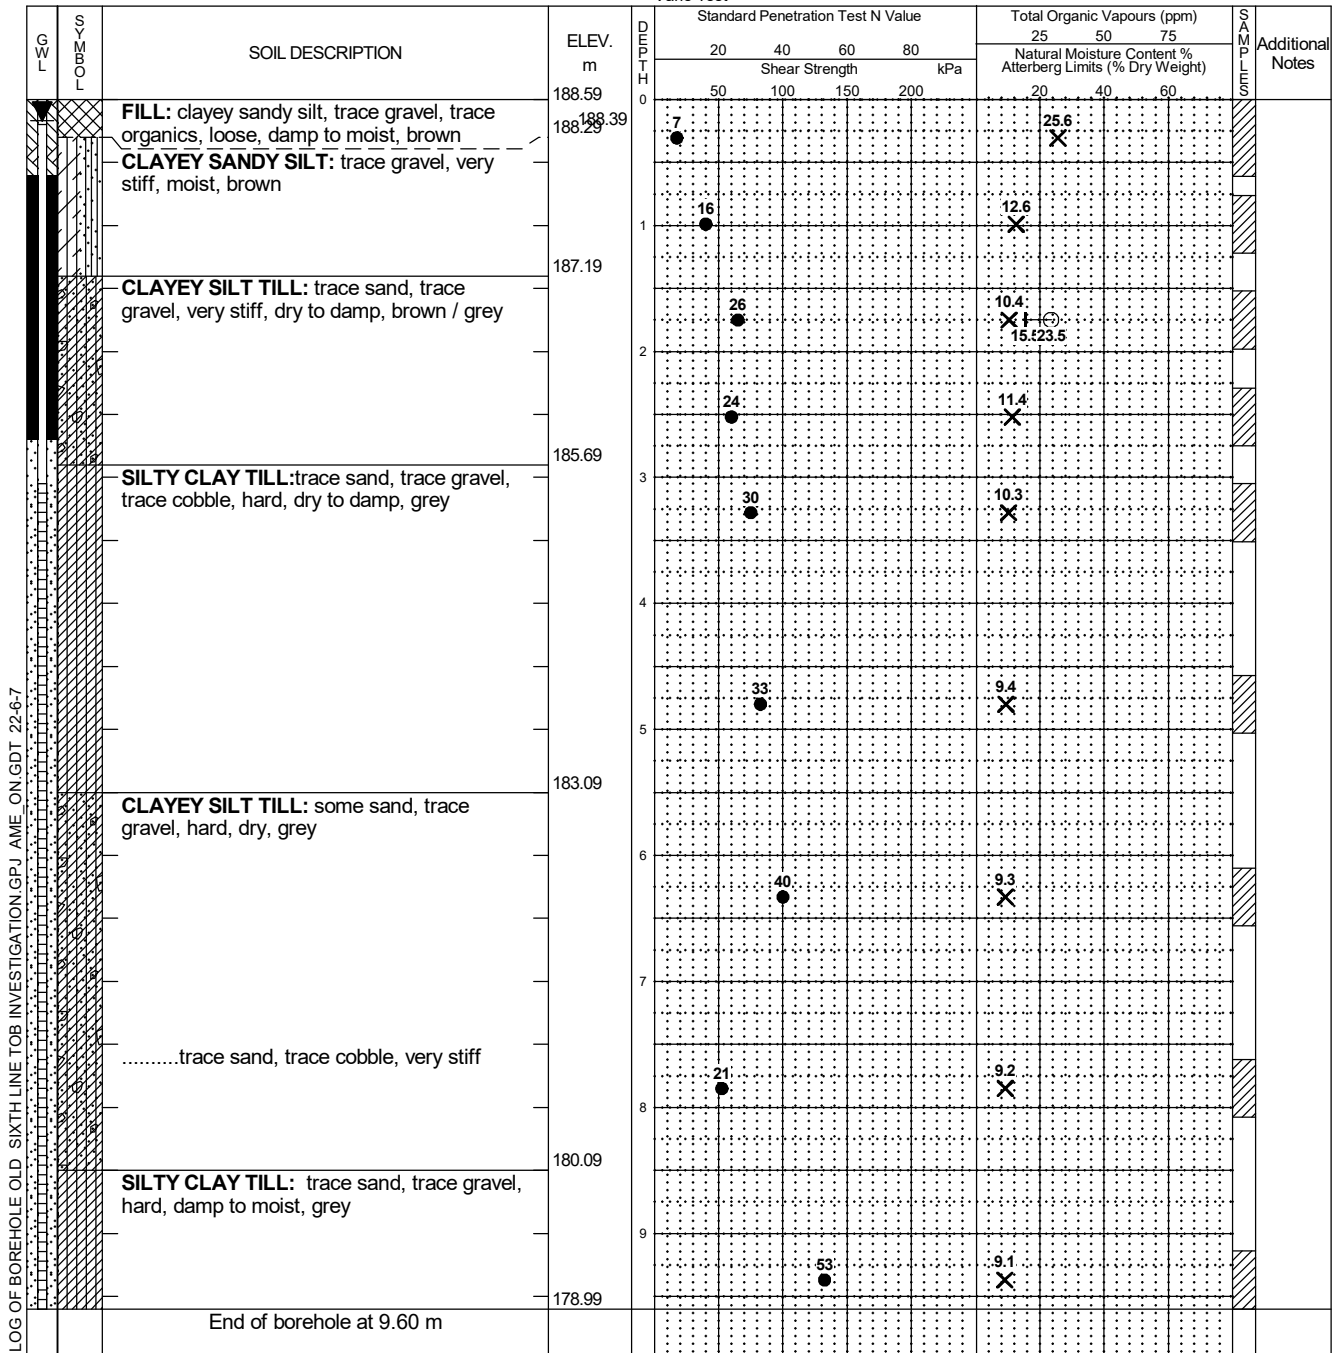 Standard Penetration Test N Value
Total Organic Vapours (ppm)
GWL
SYMBOL
SOIL DESCRIPTION
ELEV.
m
DEPTH
20 40 60 80
25 50 75
Natural Moisture Content %
Atterberg Limits (% Dry Weight)
SAMPLES
Additional
Notes
Shear Strength kPa
50 100 150 200
20 40 60
188.59
0
FILL: clayey sandy silt, trace gravel, trace
organics, loose, damp to moist, brown
188.39
188.29
7
25.6
CLAYEY SANDY SILT: trace gravel, very
stiff, moist, brown
16
12.6
1
187.19
CLAYEY SILT TILL: trace sand, trace
gravel, very stiff, dry to damp, brown / grey
26
10.4
15.5
23.5
2
24
11.4
185.69
SILTY CLAY TILL:trace sand, trace gravel,
trace cobble, hard, dry to damp, grey
3
30
10.3
4
33
9.4
5
183.09
CLAYEY SILT TILL: some sand, trace
gravel, hard, dry, grey
6
40
9.3
7
..........trace sand, trace cobble, very stiff
21
9.2
8
180.09
SILTY CLAY TILL: trace sand, trace gravel,
hard, damp to moist, grey
9
53
9.1
178.99
End of borehole at 9.60 m
LOG OF BOREHOLE OLD SIXTH LINE TOB INVESTIGATION.GPJ AME_ON.GDT 22-6-7